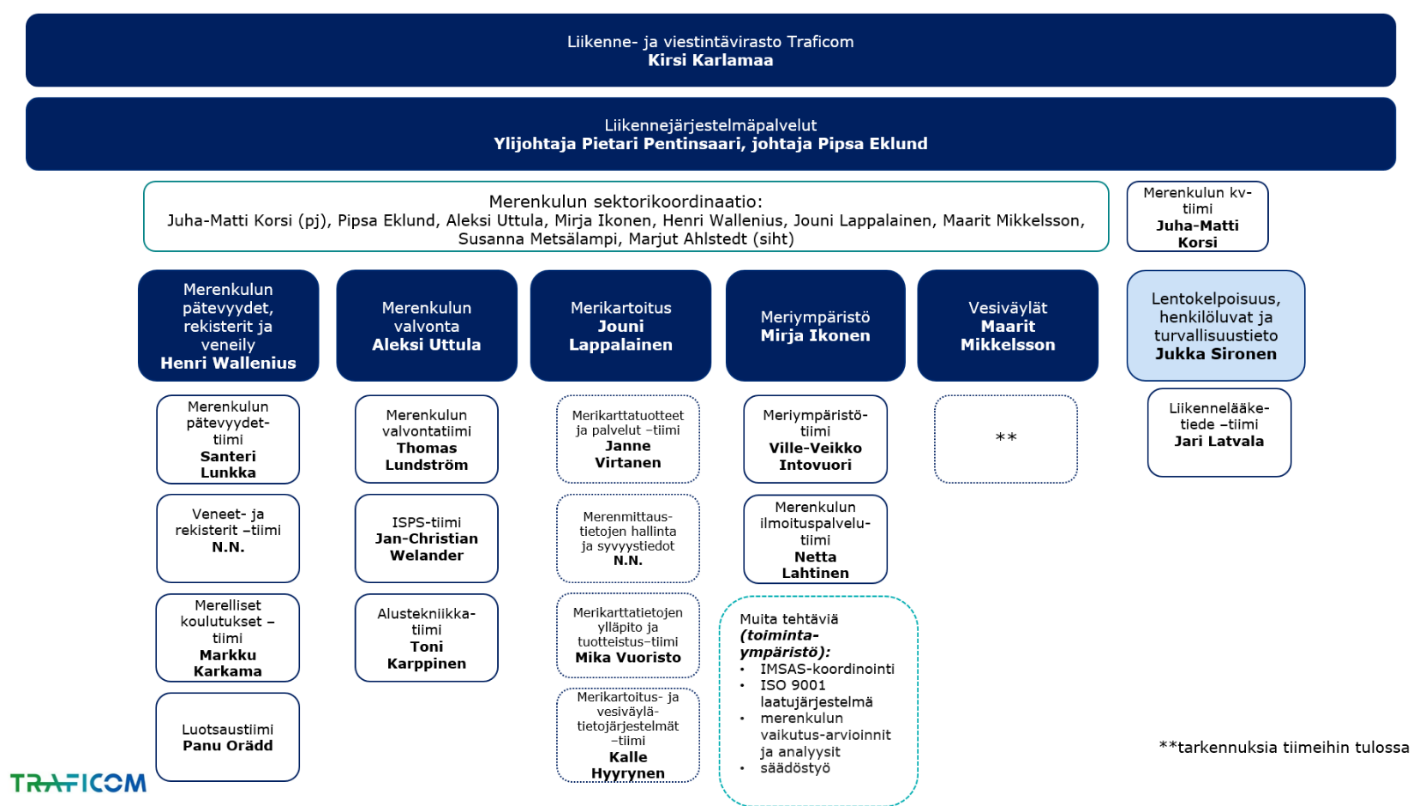 Liikenne- ja viestintävirasto Traficom
Kirsi Karlamaa
Liikennejärjestelmäpalvelut
Ylijohtaja Pietari Pentinsaari, johtaja Pipsa Eklund
Merenkulun sektorikoordinaatio:
Juha-Matti Korsi (pj), Pipsa Eklund, Aleksi Uttula, Mirja Ikonen, Henri Wallenius, Jouni Lappalainen, Maarit Mikkelsson,
Susanna Metsälampi, Marjut Ahlstedt (siht)
Merenkulun kv-
tiimi
Juha-Matti
Korsi
Merenkulun
pätevyydet,
rekisterit ja
veneily
Henri Wallenius
Merenkulun
valvonta
Aleksi Uttula
Merikartoitus
Jouni
Lappalainen
Meriympäristö
Mirja Ikonen
Vesiväylät
Maarit
Mikkelsson
Lentokelpoisuus,
henkilöluvat ja
turvallisuustieto
Jukka Sironen
Merenkulun
pätevyydet-
tiimi
Santeri
Lunkka
Merenkulun
valvontatiimi
Thomas
Lundström
Merikarttatuotteet
ja palvelut –tiimi
Janne
Virtanen
Meriympäristö-
tiimi
Ville-Veikko
Intovuori
**
Liikennelääke-
tiede –tiimi
Jari Latvala
Veneet- ja
rekisterit –tiimi
N.N.
ISPS-tiimi
Jan-Christian
Welander
Merenmittaus-
tietojen hallinta
ja syvyystiedot
N.N.
Merenkulun
ilmoituspalvelu-
tiimi
Netta
Lahtinen
Merelliset
koulutukset –
tiimi
Markku
Karkama
Alustekniikka-
tiimi
Toni
Karppinen
Merikarttatietojen
ylläpito ja
tuotteistus–tiimi
Mika Vuoristo
Muita tehtäviä
(toiminta-
ympäristö):
• IMSAS-koordinointi
• ISO 9001
laatujärjestelmä
• merenkulun
vaikutus-arvioinnit
ja analyysit
• säädöstyö
Luotsaustiimi
Panu Orädd
Merikartoitus- ja
vesiväylä-
tietojärjestelmät
–tiimi
Kalle
Hyyrynen
**tarkennuksia tiimeihin tulossa
TRAFICOM